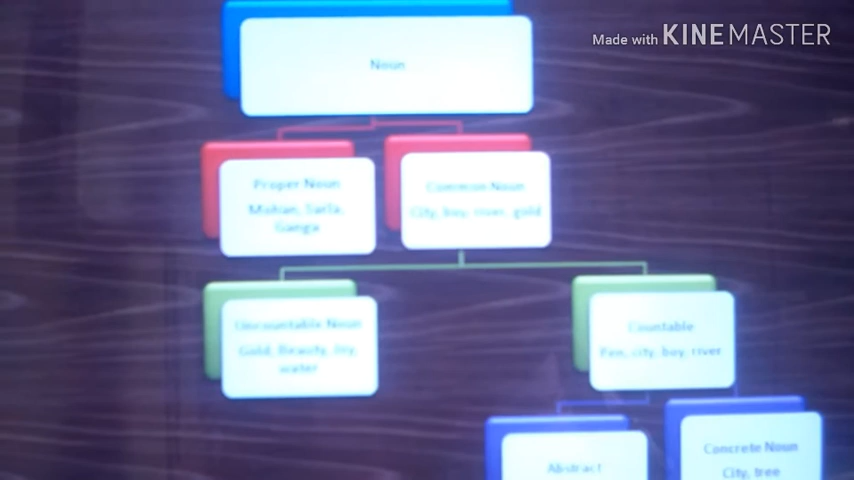 Made with KINEMASTER
Noun
Proper Noun
Mohan, Sarla,
Ganga
Common Noun
City, boy, river, gold
Uncountable Noun
Gold, Beauty, Joy,
water
Countable
Pen, city, boy, river
Abstract
Concrete Noun
City, tree